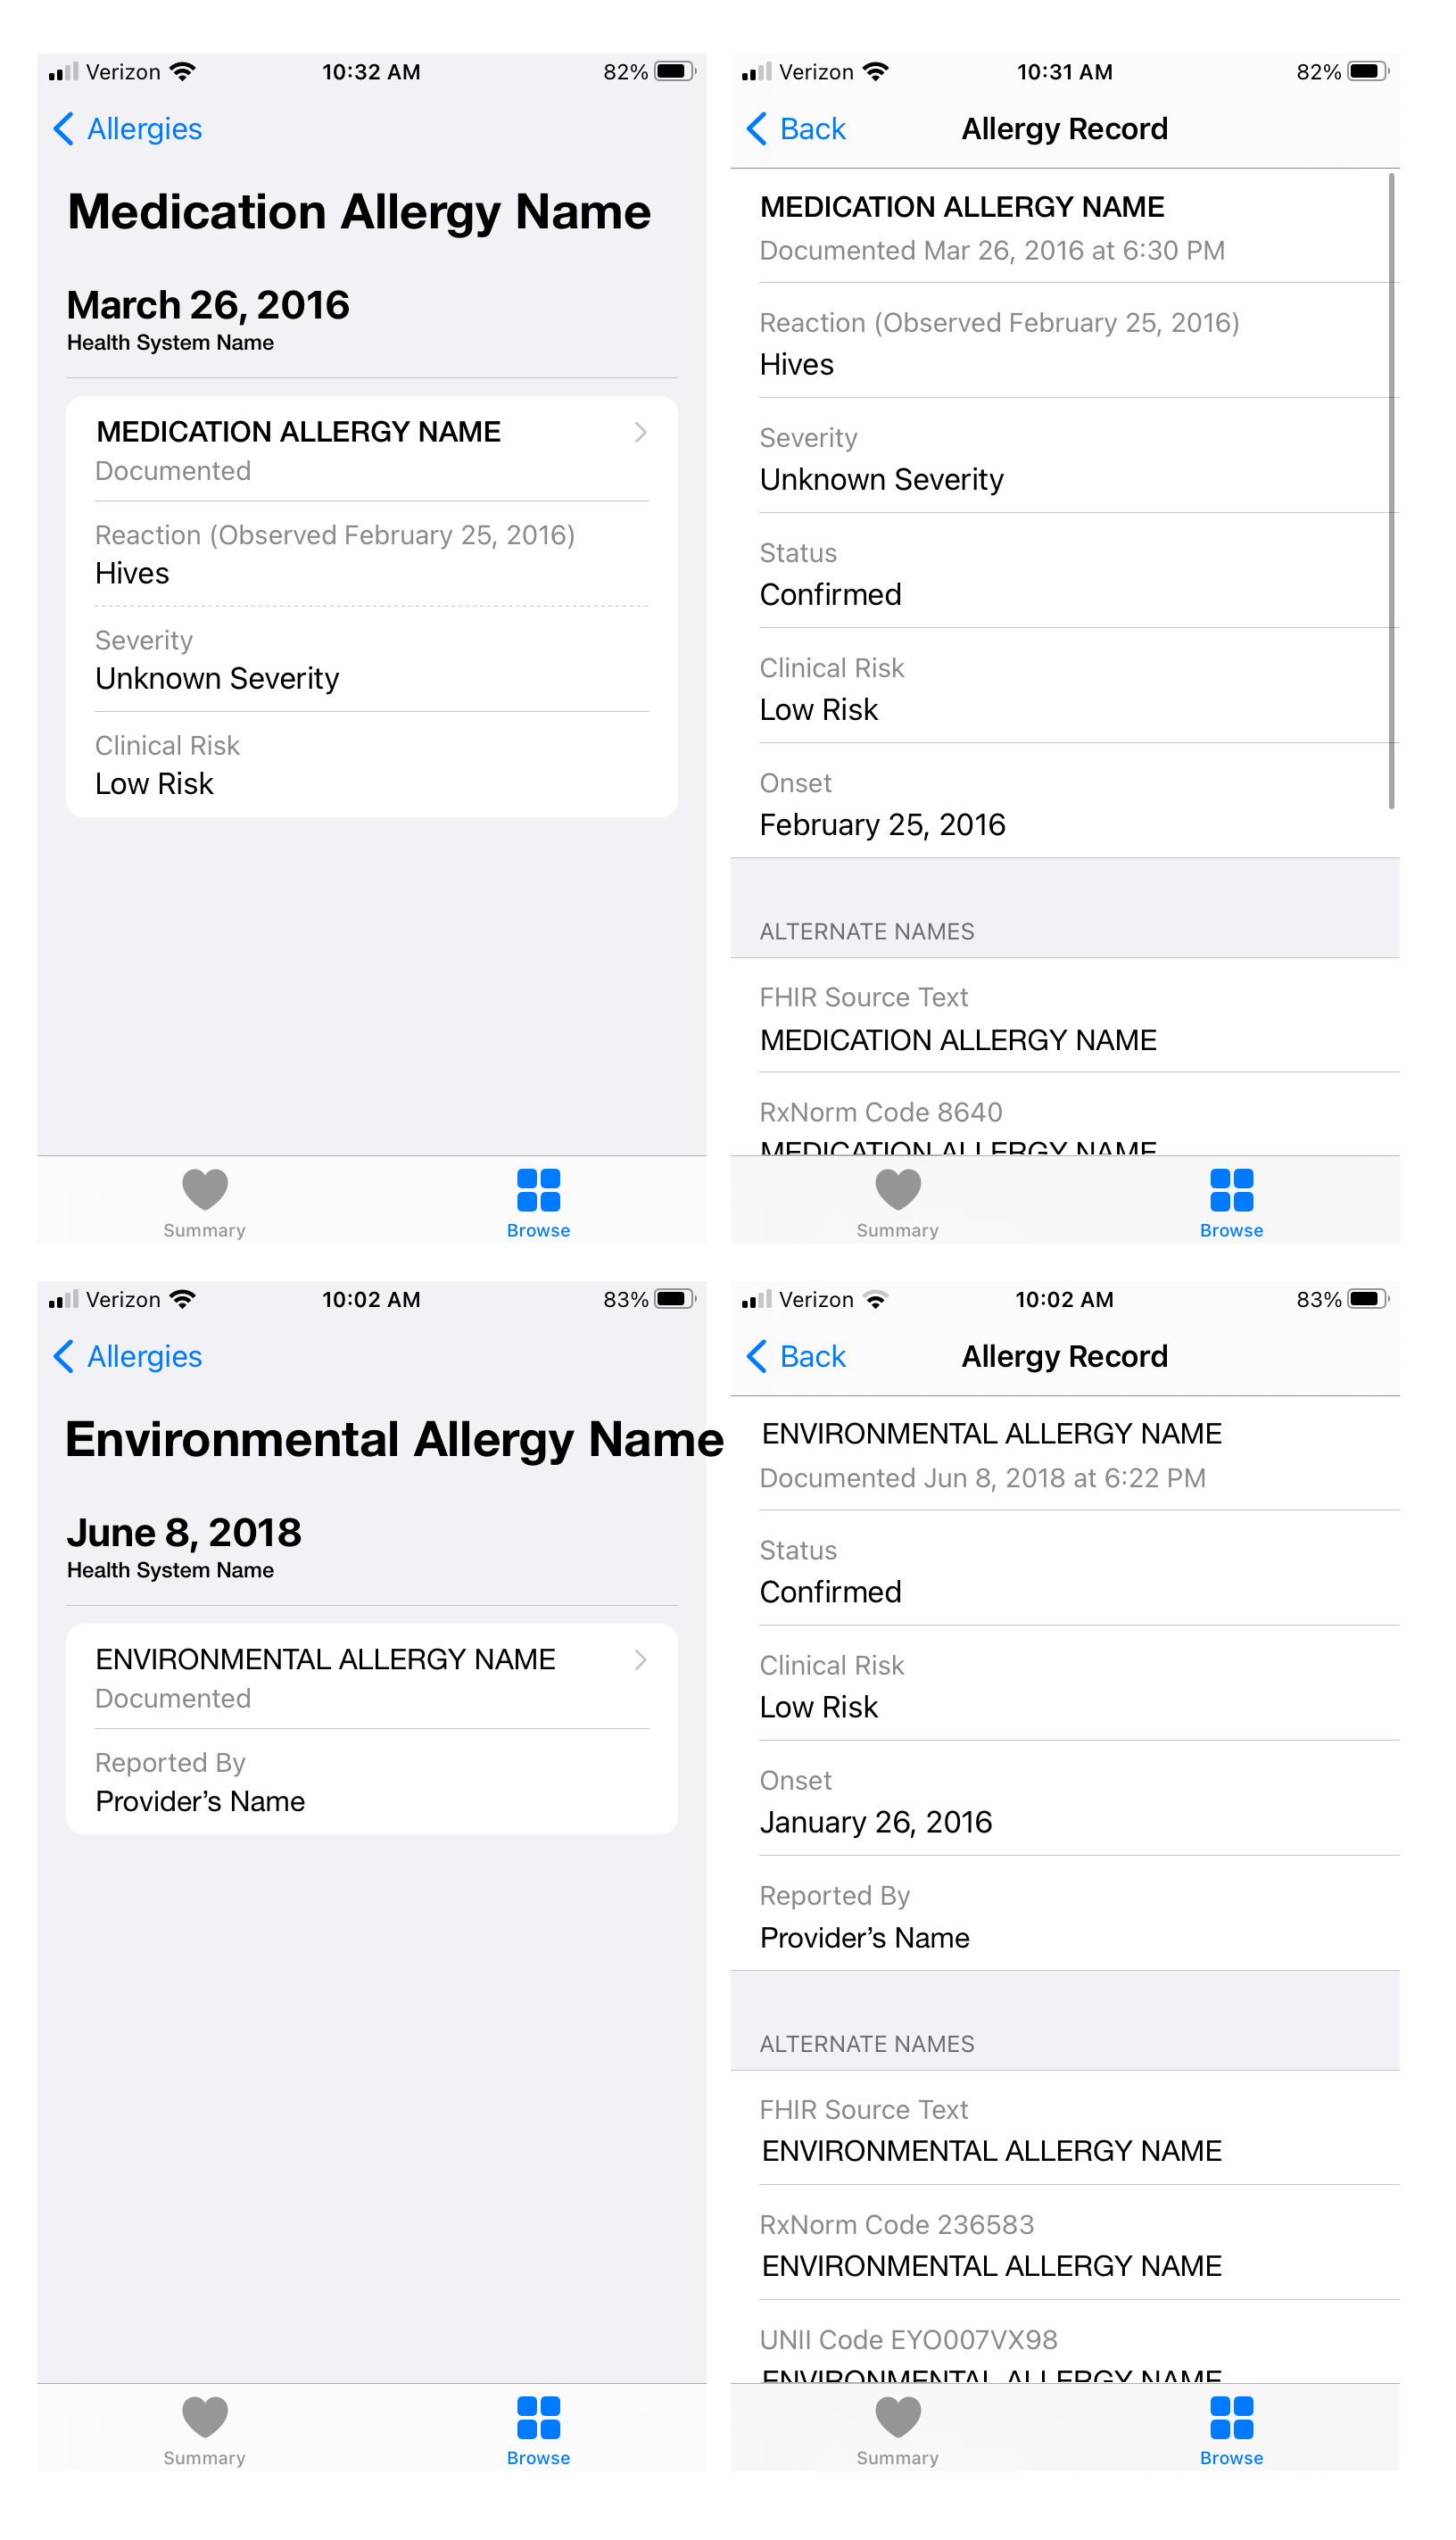 Verizon 10:32 AM 82%
Allergies
Medication Allergy Name
March 26, 2016
Health System Name
MEDICATION ALLERGY NAME
Documented
Reaction (Observed February 25, 2016)
Hives
Severity
Unknown Severity
Clinical Risk
Low Risk
Summary Browse
Verizon 10:31 AM 82%
Back Allergy Record
MEDICATION ALLERGY NAME
Documented Mar 26, 2016 at 6:30 PM
Reaction (Observed February 25, 2016)
Hives
Severity
Unknown Severity
Status
Confirmed
Clinical Risk
Low Risk
Onset
February 25, 2016
ALTERNATE NAMES
FHIR Source Text
MEDICATION ALLERGY NAME
RxNorm Code 8640
MEDICATION ALLERGY NAME
Summary Browse
Verizon 10:02 AM 83%
Allergies
Environmental Allergy Name
June 8, 2018
Health System Name
ENVIRONMENTAL ALLERGY NAME
Documented
Reported By
Provider’s Name
Summary Browse
Verizon 10:02 AM 83%
Back Allergy Record
ENVIRONMENTAL ALLERGY NAME
Documented Jun 8, 2018 at 6:22 PM
Status
Confirmed
Clinical Risk
Low Risk
Onset
January 26, 2016
Reported By
Provider’s Name
ALTERNATE NAMES
FHIR Source Text
ENVIRONMENTAL ALLERGY NAME
RxNorm Code 236583
ENVIRONMENTAL ALLERGY NAME
UNII Code EYO007VX98
ENVIRONMENTAL ALLERGY NAME
Summary Browse